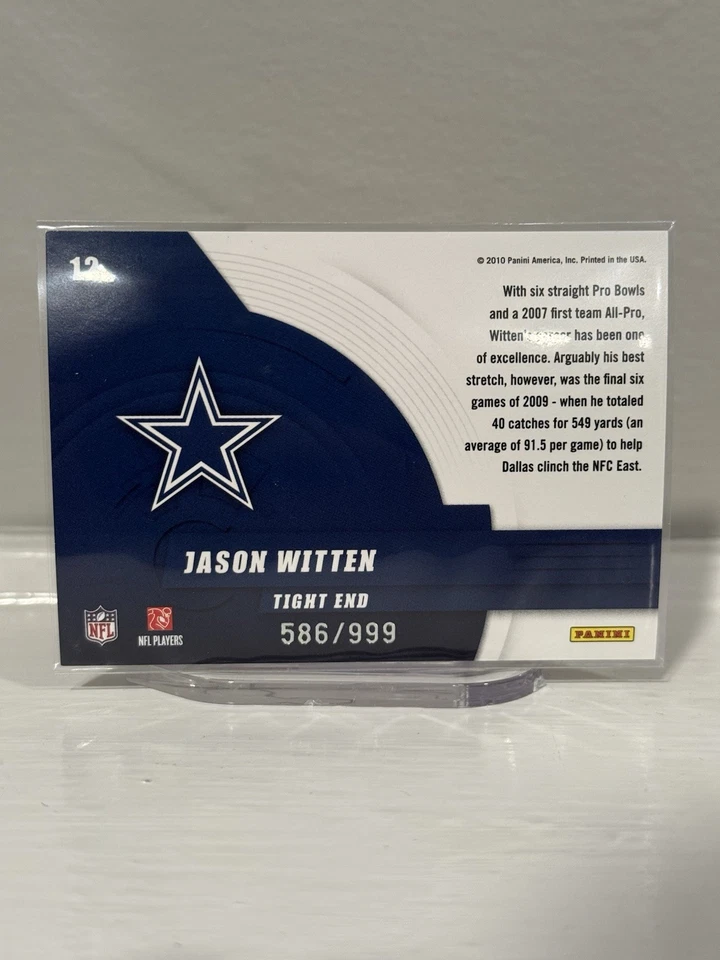 12
© 2010 Panini America, Inc. Printed in the USA.
With six straight Pro Bowls
and a 2007 first team All-Pro,
Witten's career has been one
of excellence. Arguably his best
stretch, however, was the final six
games of 2009 - when he totaled
40 catches for 549 yards (an
average of 91.5 per game) to help
Dallas clinch the NFC East.
JASON WITTEN
TIGHT END
586/999
NFL
NFL PLAYERS
PANINI